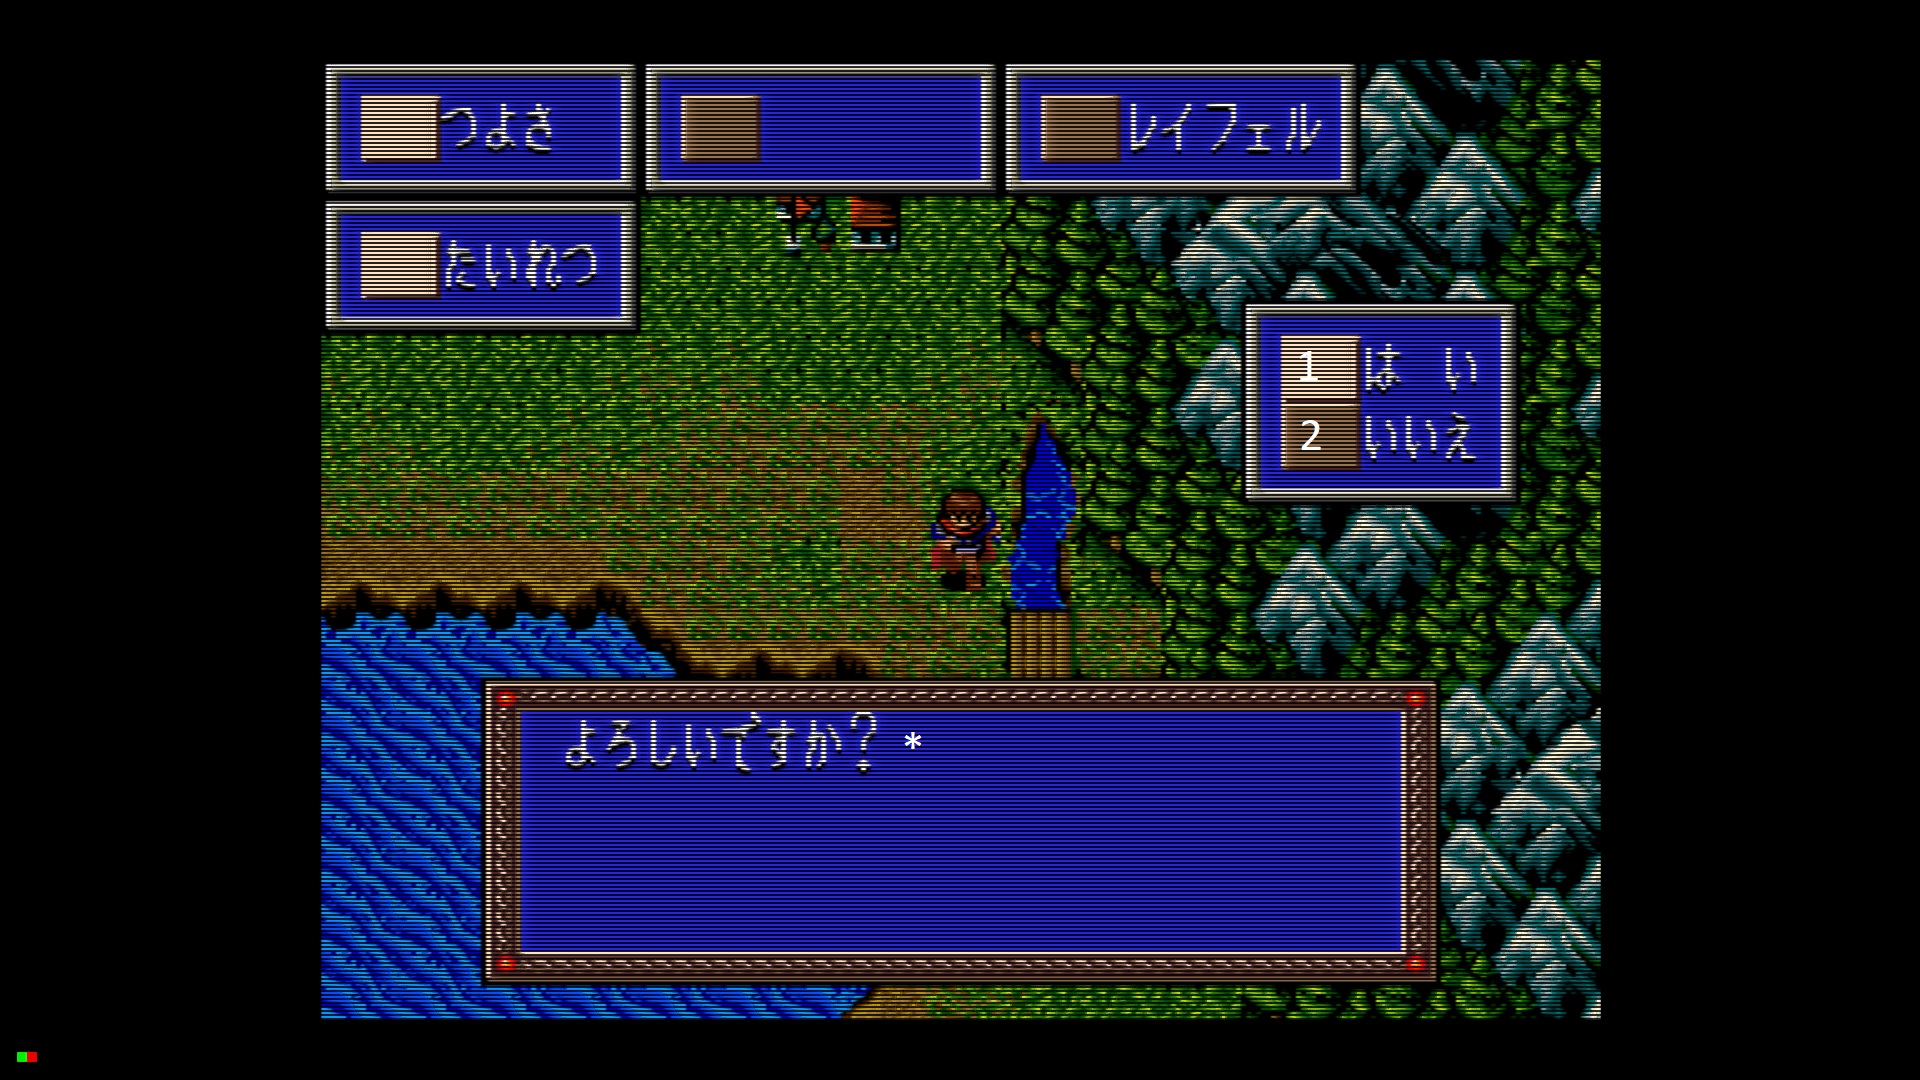 つよさ
レイフェル
たいれつ
1 は い
2 いいえ
よろしいですか? *